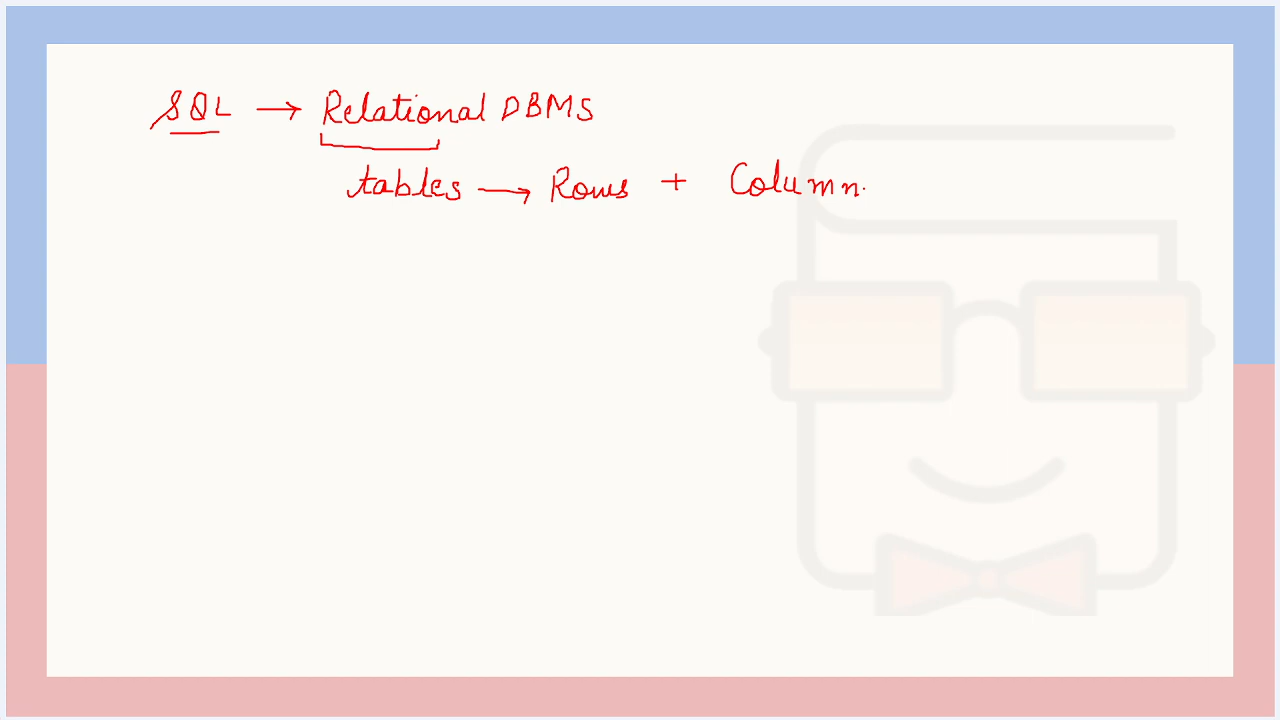 SQL → Relational DBMS
tables → Rows + Column.